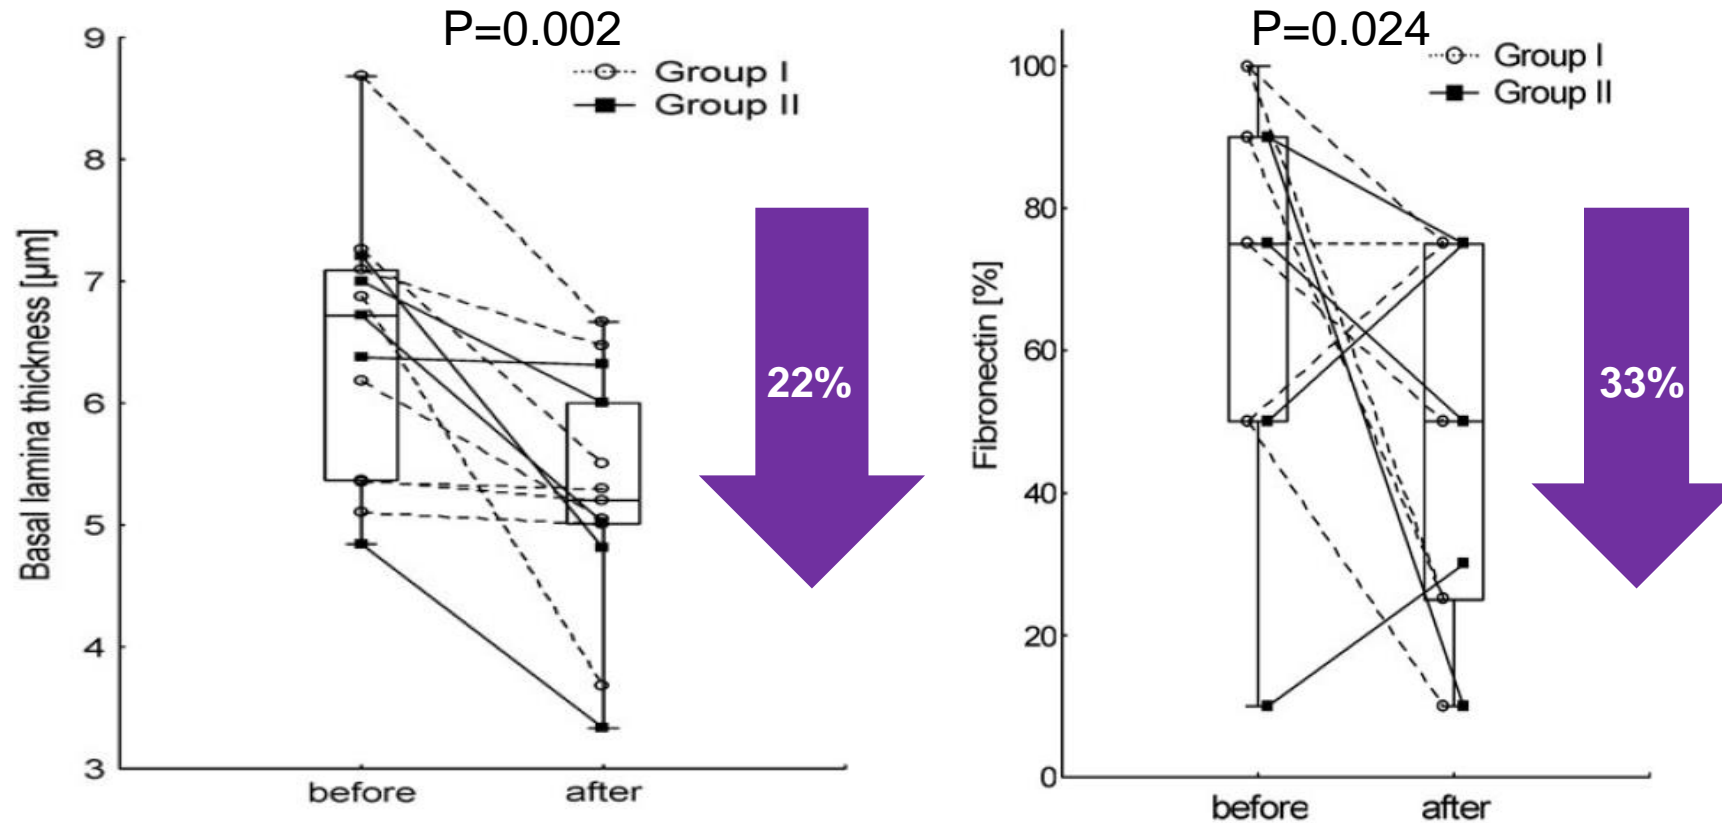 P=0.002
Group I
Group II
9
8
7
6
5
4
3
Basal lamina thickness [µm]
before
after
22%
P=0.024
Group I
Group II
100
80
60
40
20
0
Fibronectin [%]
before
after
33%